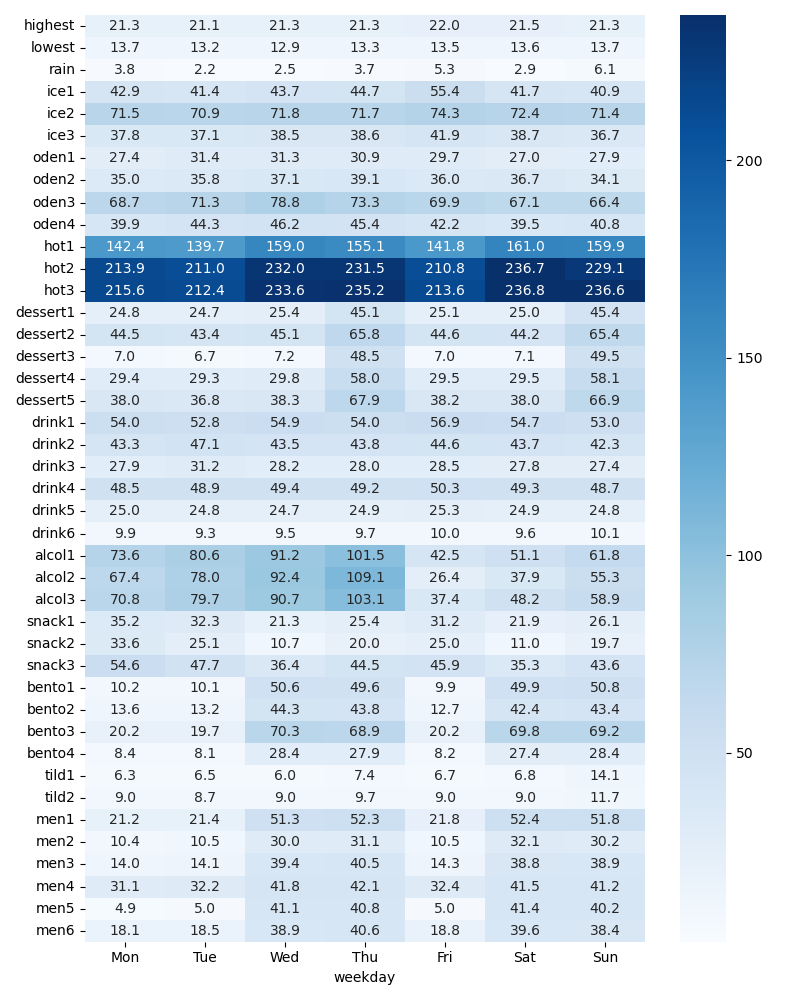 highest 21.3 21.1 21.3 21.3 22.0 21.5 21.3
lowest 13.7 13.2 12.9 13.3 13.5 13.6 13.7
rain 3.8 2.2 2.5 3.7 5.3 2.9 6.1
ice1 42.9 41.4 43.7 44.7 55.4 41.7 40.9
ice2 71.5 70.9 71.8 71.7 74.3 72.4 71.4
ice3 37.8 37.1 38.5 38.6 41.9 38.7 36.7
oden1 27.4 31.4 31.3 30.9 29.7 27.0 27.9
oden2 35.0 35.8 37.1 39.1 36.0 36.7 34.1
oden3 68.7 71.3 78.8 73.3 69.9 67.1 66.4
oden4 39.9 44.3 46.2 45.4 42.2 39.5 40.8
hot1 142.4 139.7 159.0 155.1 141.8 161.0 159.9
hot2 213.9 211.0 232.0 231.5 210.8 236.7 229.1
hot3 215.6 212.4 233.6 235.2 213.6 236.8 236.6
dessert1 24.8 24.7 25.4 45.1 25.1 25.0 45.4
dessert2 44.5 43.4 45.1 65.8 44.6 44.2 65.4
dessert3 7.0 6.7 7.2 48.5 7.0 7.1 49.5
dessert4 29.4 29.3 29.8 58.0 29.5 29.5 58.1
dessert5 38.0 36.8 38.3 67.9 38.2 38.0 66.9
drink1 54.0 52.8 54.9 54.0 56.9 54.7 53.0
drink2 43.3 47.1 43.5 43.8 44.6 43.7 42.3
drink3 27.9 31.2 28.2 28.0 28.5 27.8 27.4
drink4 48.5 48.9 49.4 49.2 50.3 49.3 48.7
drink5 25.0 24.8 24.7 24.9 25.3 24.9 24.8
drink6 9.9 9.3 9.5 9.7 10.0 9.6 10.1
alcol1 73.6 80.6 91.2 101.5 42.5 51.1 61.8
alcol2 67.4 78.0 92.4 109.1 26.4 37.9 55.3
alcol3 70.8 79.7 90.7 103.1 37.4 48.2 58.9
snack1 35.2 32.3 21.3 25.4 31.2 21.9 26.1
snack2 33.6 25.1 10.7 20.0 25.0 11.0 19.7
snack3 54.6 47.7 36.4 44.5 45.9 35.3 43.6
bento1 10.2 10.1 50.6 49.6 9.9 49.9 50.8
bento2 13.6 13.2 44.3 43.8 12.7 42.4 43.4
bento3 20.2 19.7 70.3 68.9 20.2 69.8 69.2
bento4 8.4 8.1 28.4 27.9 8.2 27.4 28.4
tild1 6.3 6.5 6.0 7.4 6.7 6.8 14.1
tild2 9.0 8.7 9.0 9.7 9.0 9.0 11.7
men1 21.2 21.4 51.3 52.3 21.8 52.4 51.8
men2 10.4 10.5 30.0 31.1 10.5 32.1 30.2
men3 14.0 14.1 39.4 40.5 14.3 38.8 38.9
men4 31.1 32.2 41.8 42.1 32.4 41.5 41.2
men5 4.9 5.0 41.1 40.8 5.0 41.4 40.2
men6 18.1 18.5 38.9 40.6 18.8 39.6 38.4
Mon Tue Wed Thu Fri Sat Sun
weekday
200
150
100
50